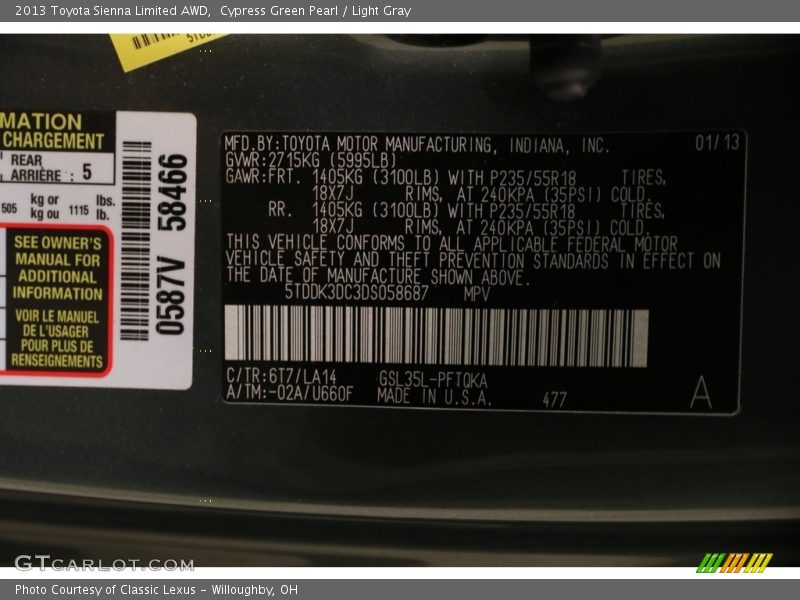 2013 Toyota Sienna Limited AWD, Cypress Green Pearl / Light Gray
MATION
CHARGEMENT
REAR
ARRIÈRE : 5
kg or lbs.
505 kg ou 1115 lb.
SEE OWNER'S
MANUAL FOR
ADDITIONAL
INFORMATION
VOIR LE MANUEL
DE L'USAGER
POUR PLUS DE
RENSEIGNEMENTS
0587V 58466
MFD.BY:TOYOTA MOTOR MANUFACTURING, INDIANA, INC. 01/13
GVWR:2715KG (5995LB)
GAWR:FRT. 1405KG (3100LB) WITH P235/55R18 TIRES,
18X7J RIMS, AT 240KPA (35PSI) COLD.
RR. 1405KG (3100LB) WITH P235/55R18 TIRES,
18X7J RIMS, AT 240KPA (35PSI) COLD.
THIS VEHICLE CONFORMS TO ALL APPLICABLE FEDERAL MOTOR
VEHICLE SAFETY AND THEFT PREVENTION STANDARDS IN EFFECT ON
THE DATE OF MANUFACTURE SHOWN ABOVE.
5TDDK3DC3DS058687 MPV
C/TR:6T7/LA14 GSL35L-PFTQKA
A/TM:-02A/U660F MADE IN U.S.A. 477 A
GTCARLOT.COM
Photo Courtesy of Classic Lexus - Willoughby, OH